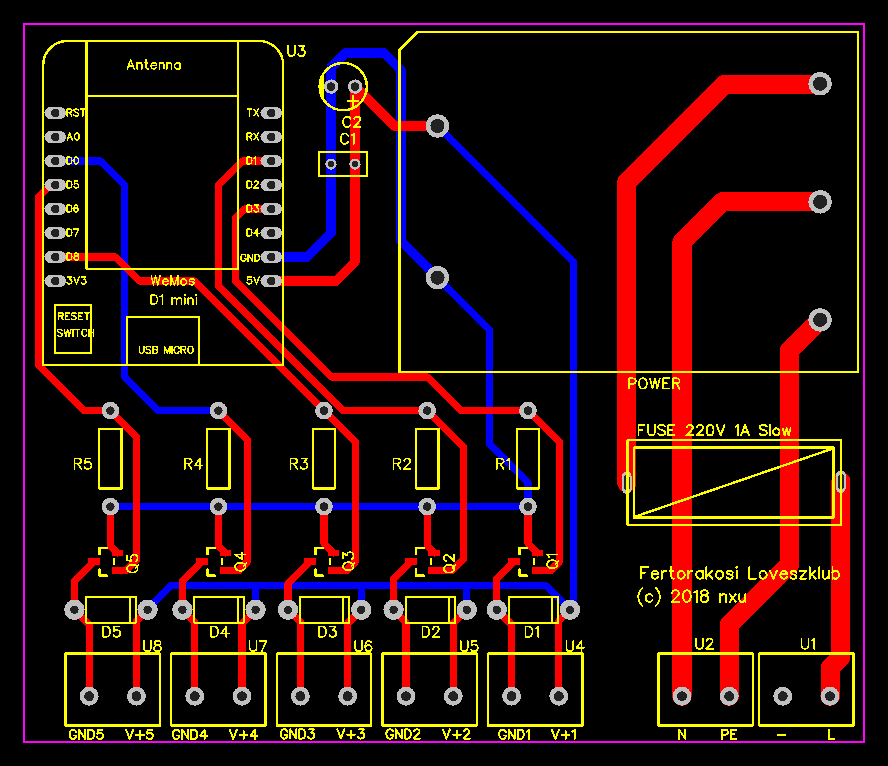 U3
Antenna
RST
TX
A0
RX
D0
D1
D5
D2
D6
D3
D7
D4
D8
GND
3V3
5V
WeMos
D1 mini
RESET
SWITCH
USB MICRO
+
C2
C1
POWER
FUSE 220V 1A Slow
R5
R4
R3
R2
R1
Q5
Q4
Q3
Q2
Q1
Fertorakosi Loveszklub
(c) 2018 nxu
D5
D4
D3
D2
D1
U8
U7
U6
U5
U4
U2
U1
GND5 V+5
GND4 V+4
GND3 V+3
GND2 V+2
GND1 V+1
N PE
- L